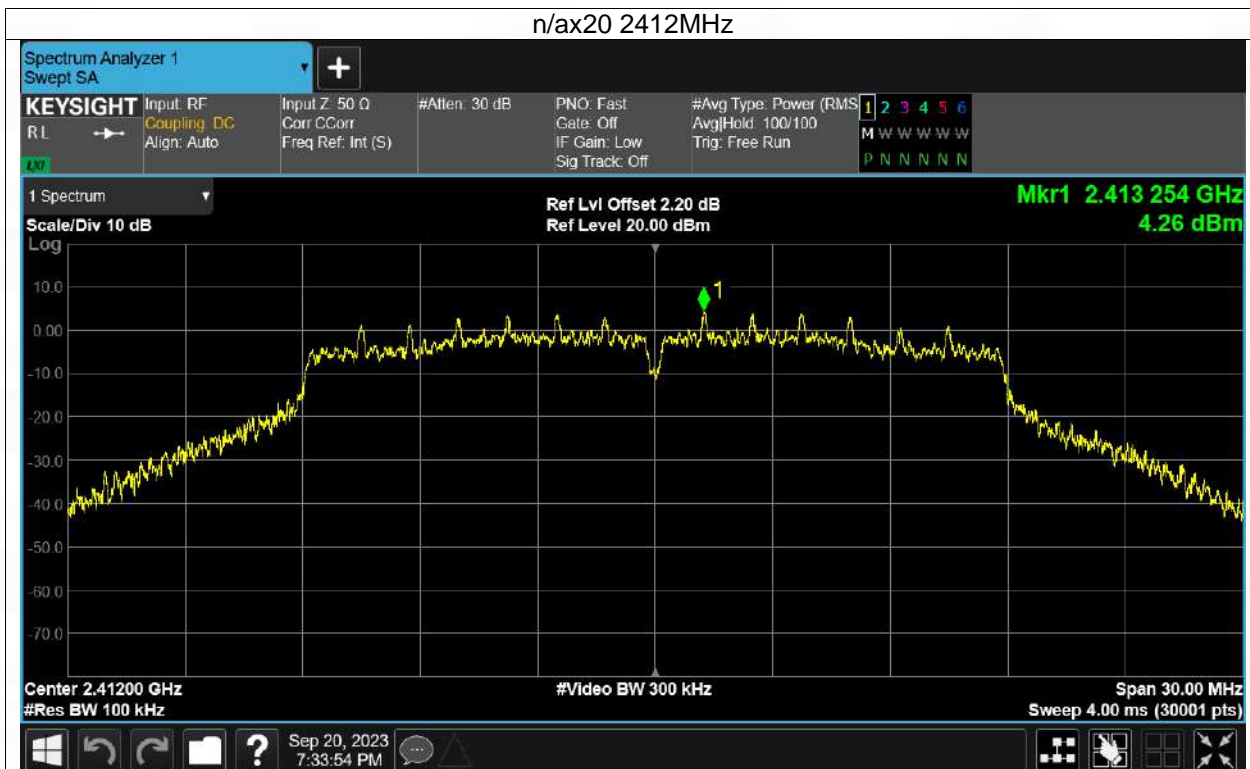 n/ax20 2412MHz
Spectrum Analyzer 1
Swept SA
+
KEYSIGHT
RL
LXI
Input: RF
Coupling: DC
Align: Auto
Input Z: 50 Ω
Corr CCorr
Freq Ref: Int (S)
#Atten: 30 dB
PNO: Fast
Gate: Off
IF Gain: Low
Sig Track: Off
#Avg Type: Power (RMS
Avg|Hold: 100/100
Trig: Free Run
1 2 3 4 5 6
M W W W W W
P N N N N N
1 Spectrum
Scale/Div 10 dB
Ref Lvl Offset 2.20 dB
Ref Level 20.00 dBm
Mkr1 2.413 254 GHz
4.26 dBm
Log
10.0
0.00
-10.0
-20.0
-30.0
-40.0
-50.0
-60.0
-70.0
1
Center 2.41200 GHz
#Res BW 100 kHz
#Video BW 300 kHz
Span 30.00 MHz
Sweep 4.00 ms (30001 pts)
?
Sep 20, 2023
7:33:54 PM